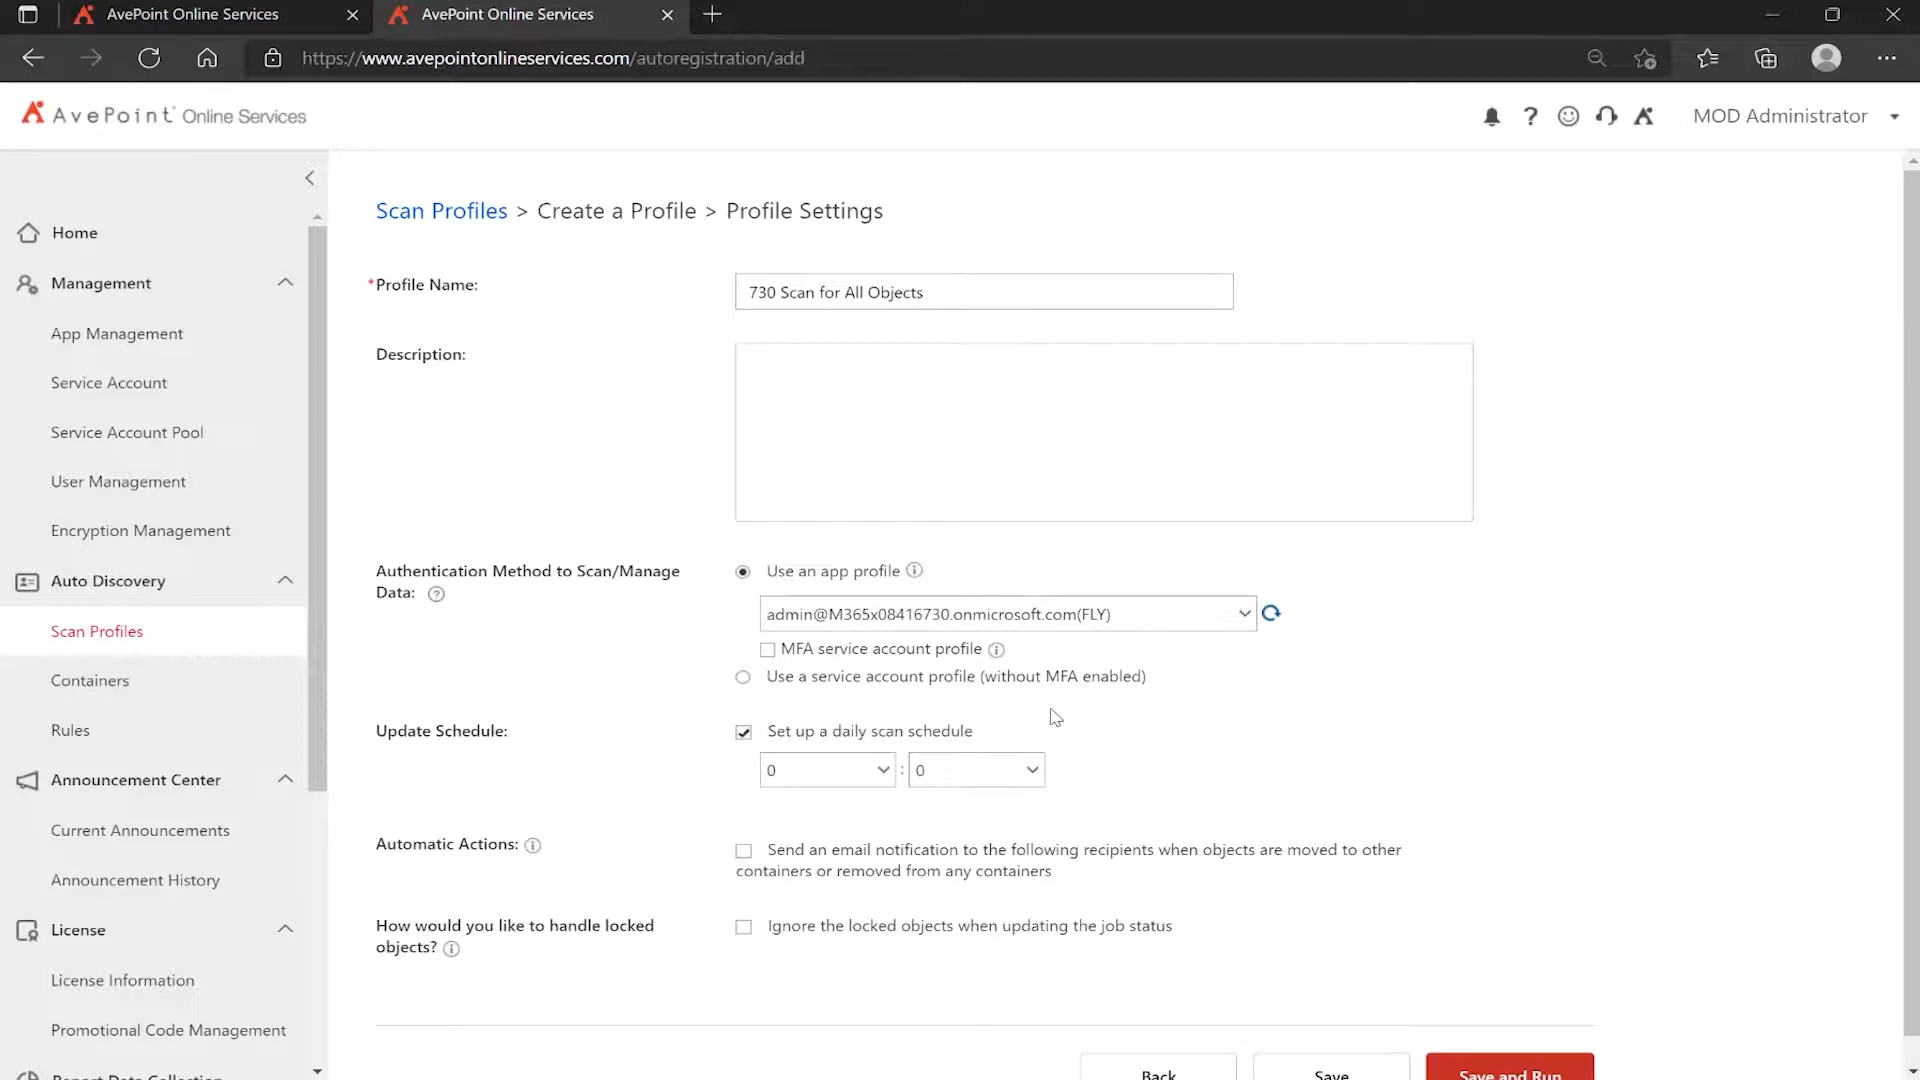 AvePoint Online Services
AvePoint Online Services
https://www.avepointonlineservices.com/autoregistration/add
AvePoint Online Services
MOD Administrator
Home
Management
App Management
Service Account
Service Account Pool
User Management
Encryption Management
Auto Discovery
Scan Profiles
Containers
Rules
Announcement Center
Current Announcements
Announcement History
License
License Information
Promotional Code Management
Report Data Collection
Scan Profiles > Create a Profile > Profile Settings
*Profile Name:
730 Scan for All Objects
Description:
Authentication Method to Scan/Manage
Data:
Use an app profile
admin@M365x08416730.onmicrosoft.com(FLY)
MFA service account profile
Use a service account profile (without MFA enabled)
Update Schedule:
Set up a daily scan schedule
0 : 0
Automatic Actions:
Send an email notification to the following recipients when objects are moved to other
containers or removed from any containers
How would you like to handle locked
objects?
Ignore the locked objects when updating the job status
Back
Save
Save and Run